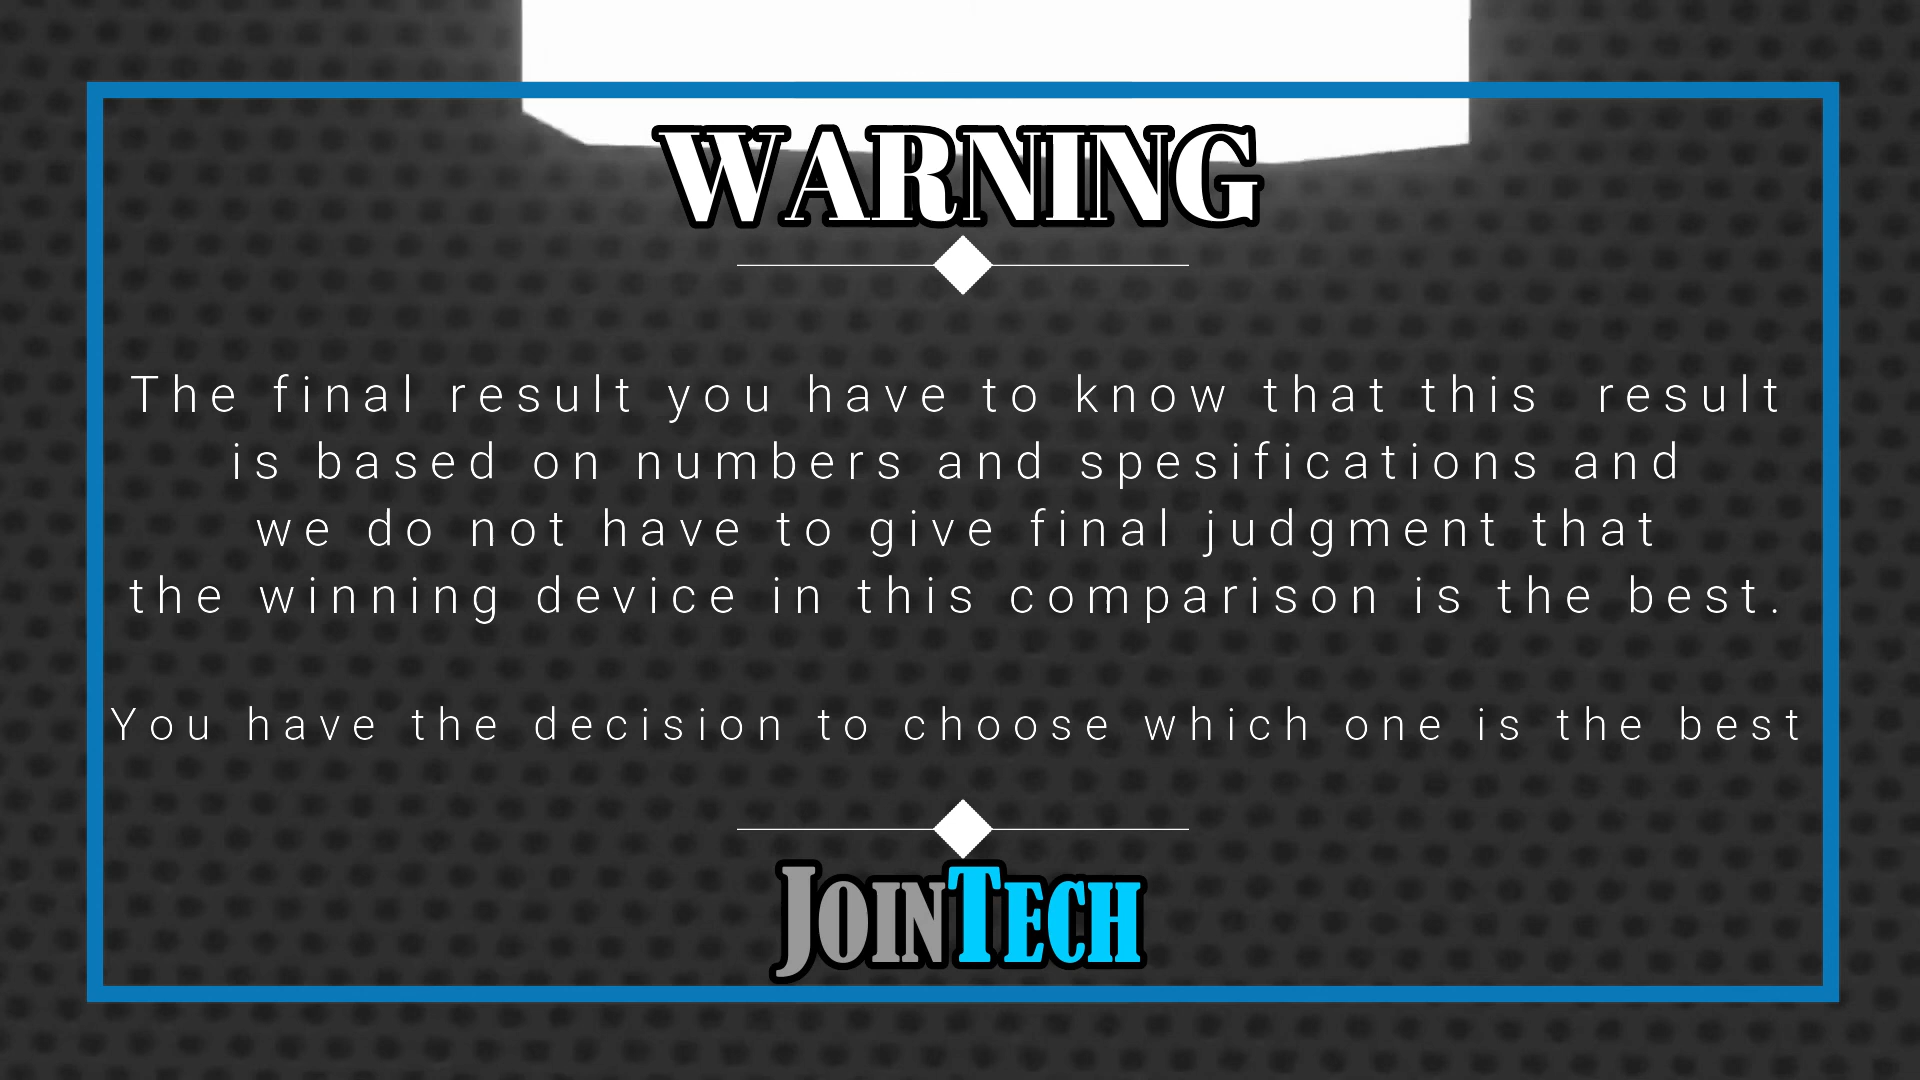 WARNING
The final result you have to know that this result
is based on numbers and spesifications and
we do not have to give final judgment that
the winning device in this comparison is the best.
You have the decision to choose which one is the best
JOINTECH